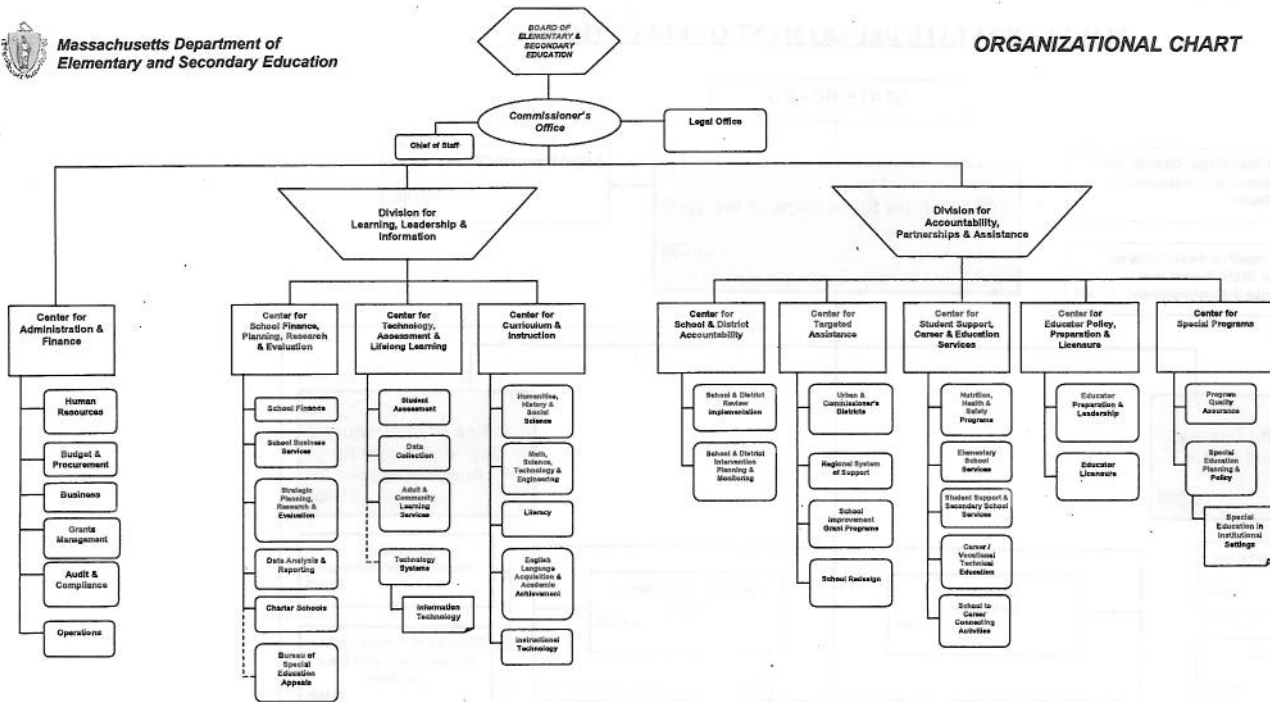 Massachusetts Department of
Elementary and Secondary Education
BOARD OF
ELEMENTARY &
SECONDARY
EDUCATION
ORGANIZATIONAL CHART
Commissioner's
Office
Legal Office
Chief of Staff
Division for
Learning, Leadership &
Information
Division for
Accountability,
Partnerships & Assistance
Center for
Administration &
Finance
Human
Resources
Budget &
Procurement
Business
Grants
Management
Audit &
Compliance
Operations
Center for
School Finance,
Planning, Research
& Evaluation
School Finance
School Business
Services
Strategic
Planning,
Research &
Evaluation
Data Analysis &
Reporting
Charter Schools
Bureau of
Special
Education
Appeals
Center for
Technology,
Assessment &
Lifelong Learning
Student
Assessment
Data
Collection
Adult &
Community
Learning
Services
Technology
Systems
Information
Technology
Center for
Curriculum &
Instruction
Humanities,
History &
Social
Science
Math,
Science,
Technology &
Engineering
Literacy
English
Language
Acquisition &
Academic
Achievement
Instructional
Technology
Center for
School & District
Accountability
School & District
Review
Implementation
School & District
Intervention
Planning &
Monitoring
Center for
Targeted
Assistance
Urban &
Commissioner's
Districts
Regional System
of Support
School
Improvement
Grant Programs
School Redesign
Center for
Student Support,
Career & Education
Services
Nutrition,
Health &
Safety
Programs
Elementary
School
Services
Student Support &
Secondary School
Services
Career /
Vocational
Technical
Education
School to
Career
Connecting
Activities
Center for
Educator Policy,
Preparation &
Licensure
Educator
Preparation &
Leadership
Educator
Licensure
Center for
Special Programs
Program
Quality
Assurance
Special
Education
Planning &
Policy
Special
Education in
Institutional
Settings